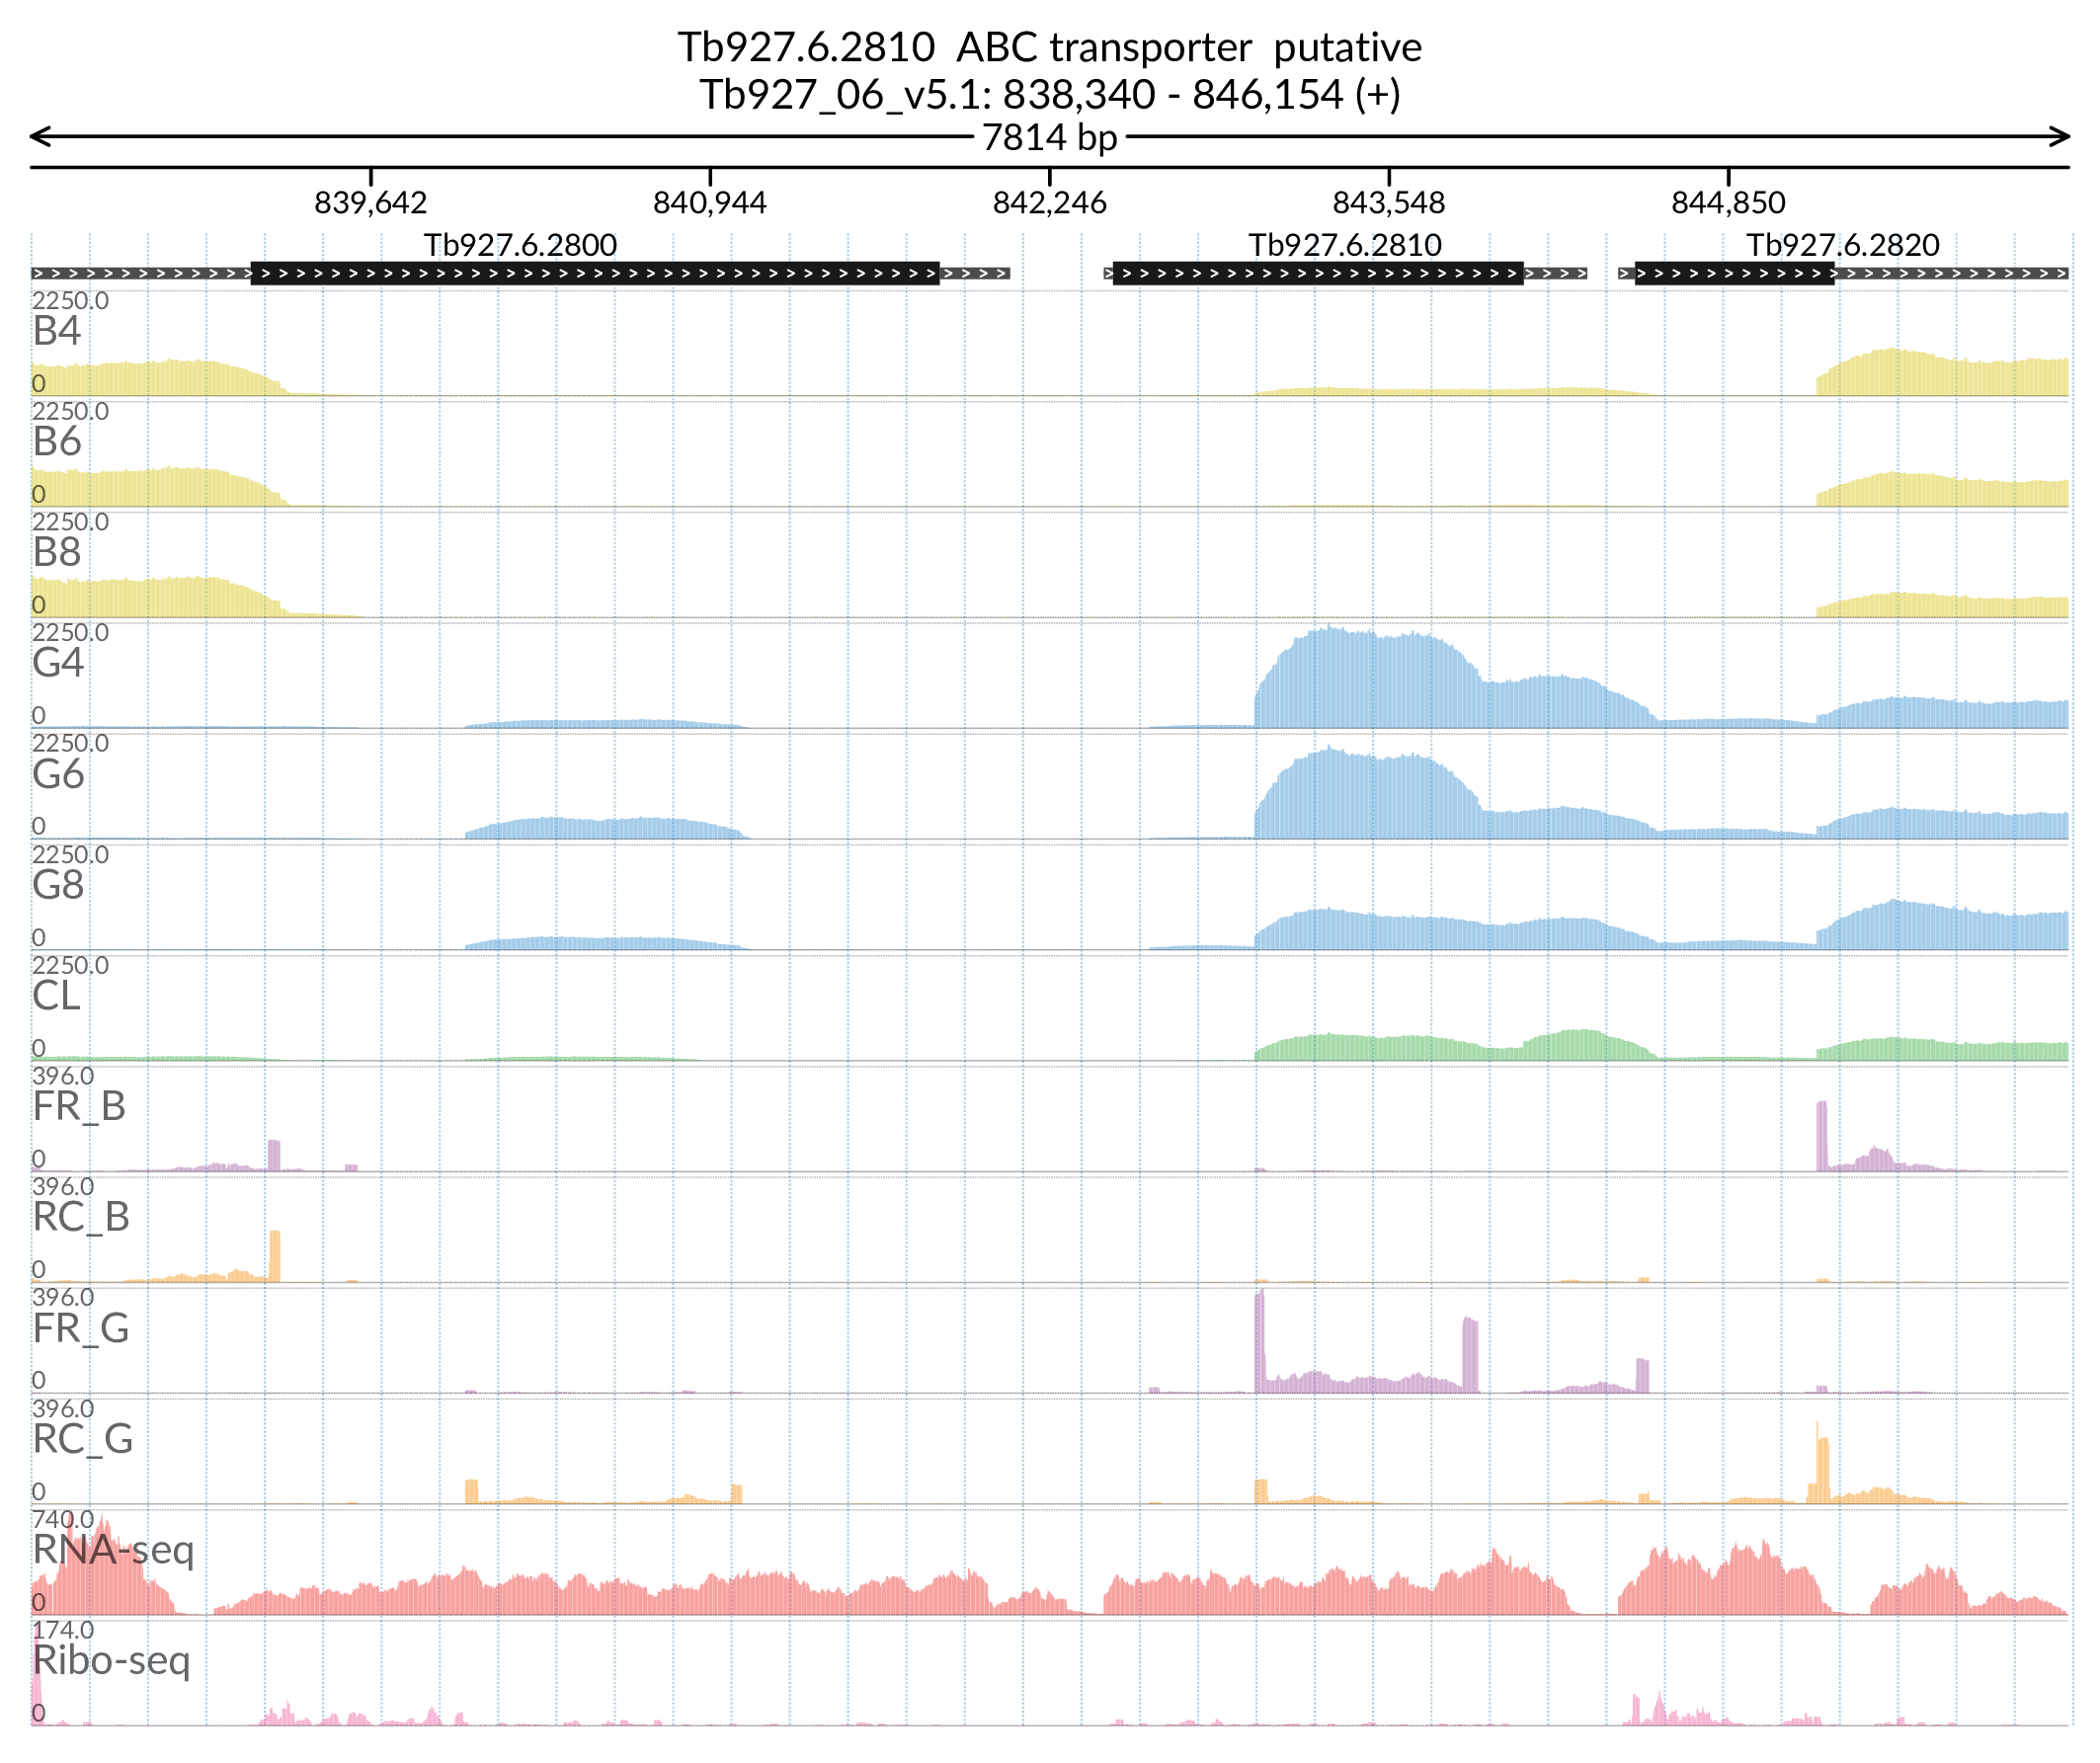 Tb927.6.2810  ABC transporter  putative
Tb927_06_v5.1: 838,340 - 846,154 (+)
7814 bp
839,642 840,944 842,246 843,548 844,850
Tb927.6.2800 Tb927.6.2810 Tb927.6.2820
2250.0
B4
0
2250.0
B6
0
2250.0
B8
0
2250.0
G4
0
2250.0
G6
0
2250.0
G8
0
2250.0
CL
0
396.0
FR_B
0
396.0
RC_B
0
396.0
FR_G
0
396.0
RC_G
0
740.0
RNA-seq
0
174.0
Ribo-seq
0